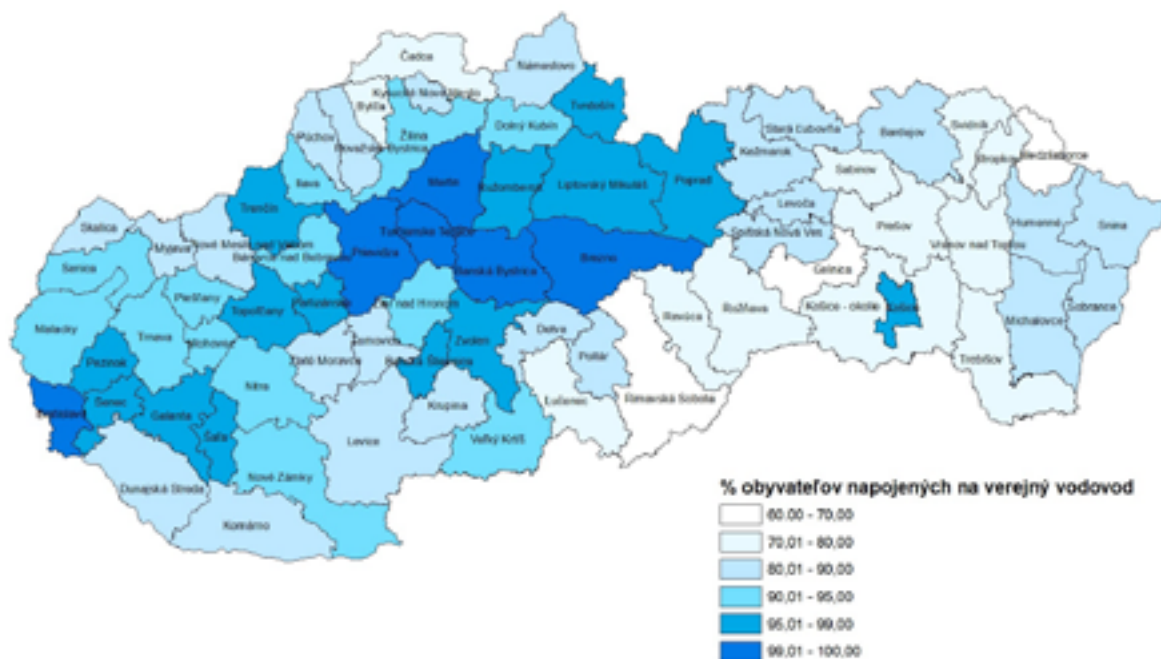 Čadca
Námestovo
Kysucké Nové Mesto
Bytča
Tvrdošín
Púchov
Žilina
Dolný Kubín
Považská Bystrica
Stará Ľubovňa
Bardejov
Svidník
Medzilaborce
Stropkov
Kežmarok
Ilava
Martin
Ružomberok
Liptovský Mikuláš
Poprad
Sabinov
Trenčín
Levoča
Skalica
Myjava
Nové Mesto nad Váhom
Turčianske Teplice
Prešov
Humenné
Snina
Bánovce nad Bebravou
Spišská Nová Ves
Vranov nad Topľou
Prievidza
Banská Bystrica
Brezno
Gelnica
Senica
Piešťany
Topoľčany
Partizánske
Žiar nad Hronom
Revúca
Rožňava
Košice - okolie
Sobrance
Michalovce
Malacky
Trnava
Hlohovec
Zvolen
Detva
Zlaté Moravce
Žarnovica
Banská Štiavnica
Poltár
Trebišov
Pezinok
Nitra
Bratislava
Senec
Galanta
Šaľa
Krupina
Lučenec
Rimavská Sobota
Levice
Veľký Krtíš
Dunajská Streda
Nové Zámky
Komárno
% obyvateľov napojených na verejný vodovod
60,00 - 70,00
70,01 - 80,00
80,01 - 90,00
90,01 - 95,00
95,01 - 99,00
99,01 - 100,00